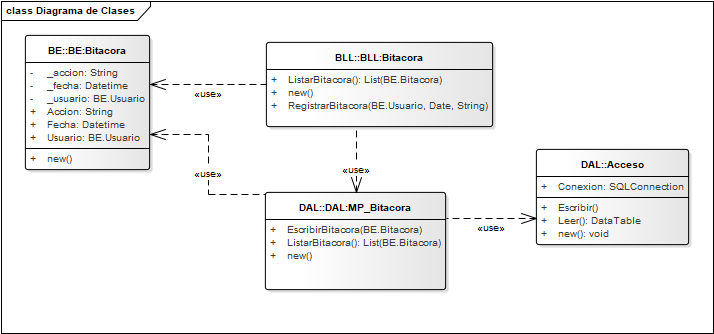 class Diagrama de Clases
BE::BE:Bitacora
- _accion: String
- _fecha: Datetime
- _usuario: BE.Usuario
+ Accion: String
+ Fecha: Datetime
+ Usuario: BE.Usuario
+ new()
BLL::BLL:Bitacora
+ ListarBitacora(): List(BE.Bitacora)
+ new()
+ RegistrarBitacora(BE.Usuario, Date, String)
«use»
«use»
«use»
DAL::DAL:MP_Bitacora
+ EscribirBitacora(BE.Bitacora)
+ ListarBitacora(): List(BE.Bitacora)
+ new()
«use»
DAL::Acceso
+ Conexion: SQLConnection
+ Escribir()
+ Leer(): DataTable
+ new(): void